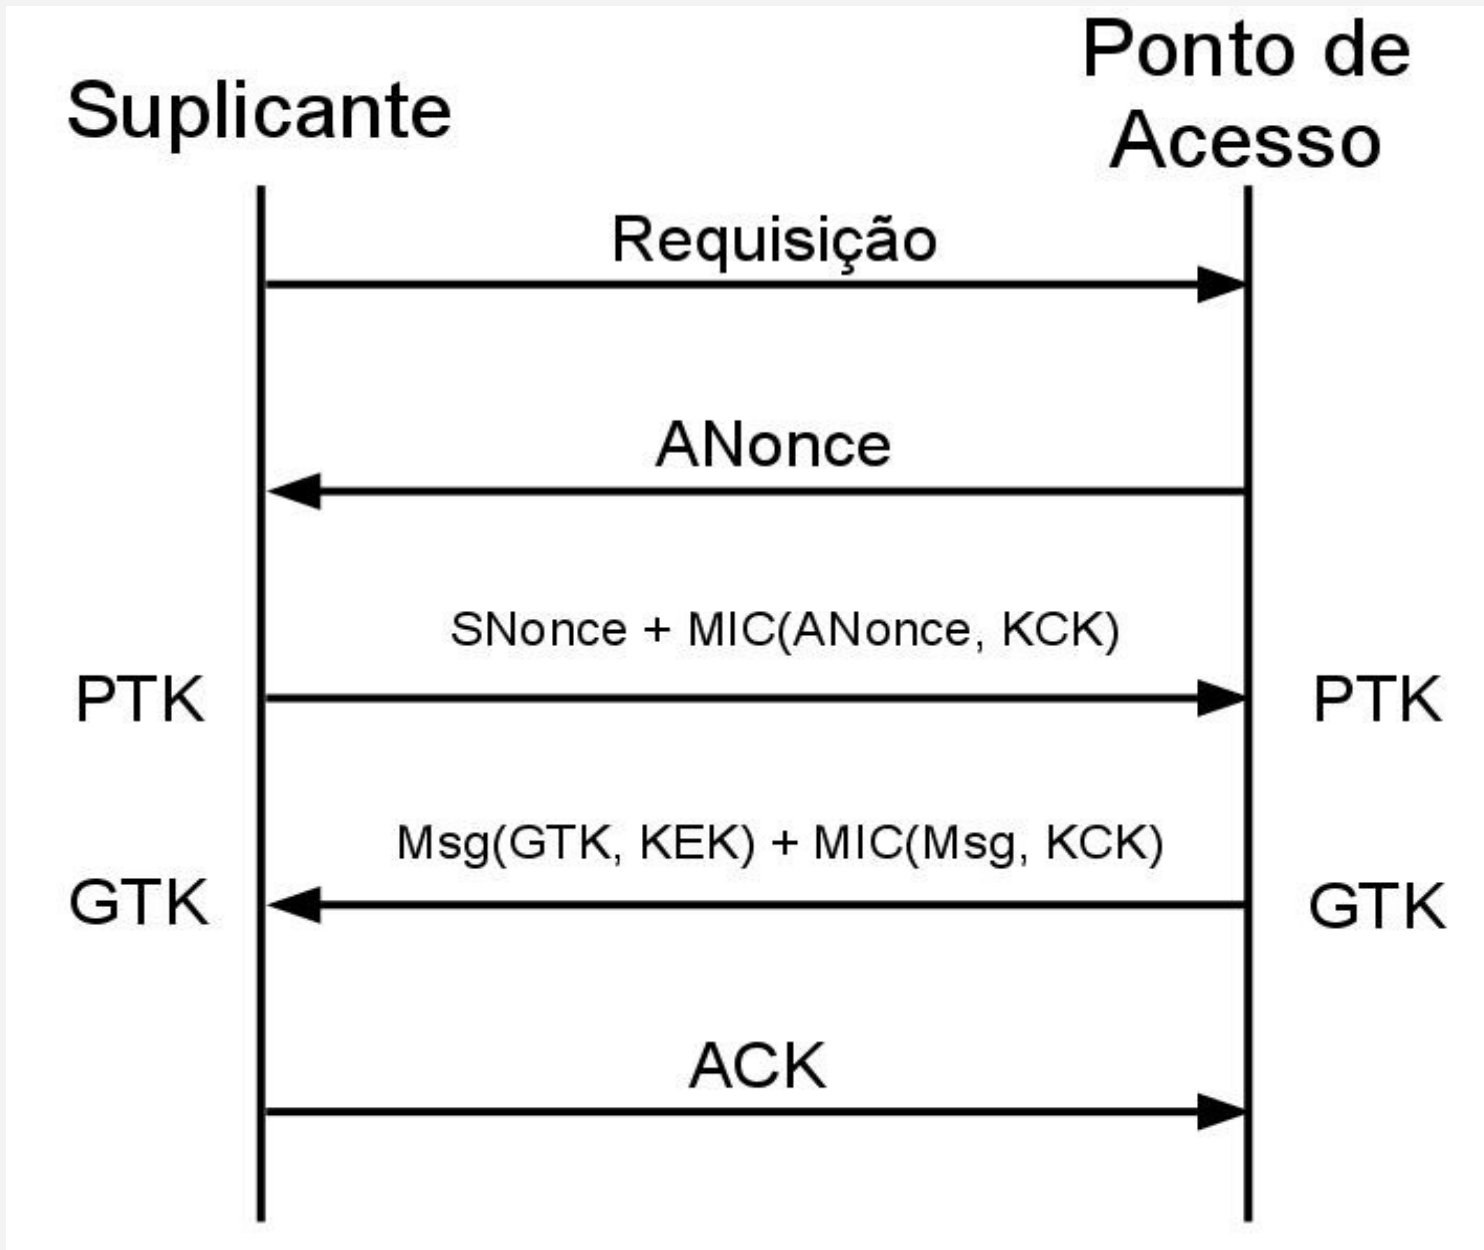 Suplicante
Ponto de
Acesso
Requisição
ANonce
SNonce + MIC(ANonce, KCK)
PTK
PTK
Msg(GTK, KEK) + MIC(Msg, KCK)
GTK
GTK
ACK